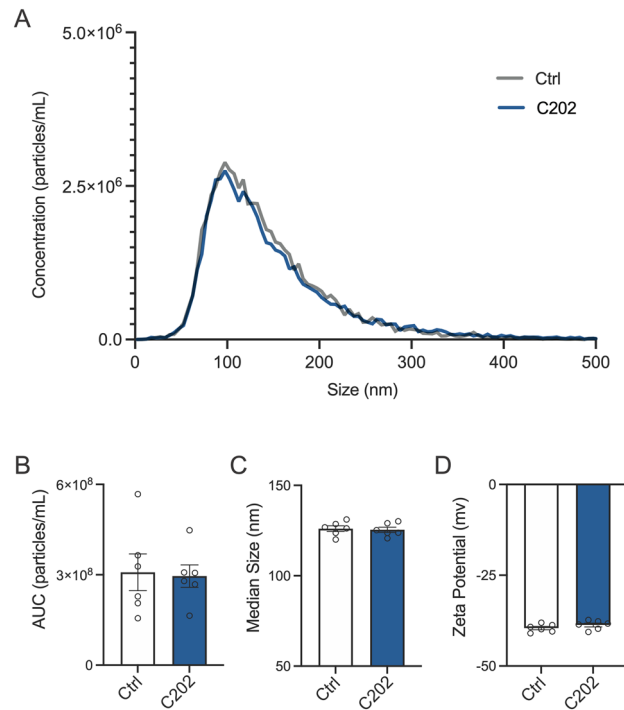 A
5.0×10⁶
2.5×10⁶
0.0
Concentration (particles/mL)
Ctrl
C202
0 100 200 300 400 500
Size (nm)
B
6×10⁸
3×10⁸
0
AUC (particles/mL)
Ctrl C202
C
150
100
50
Median Size (nm)
Ctrl C202
D
0
-25
-50
Zeta Potential (mv)
Ctrl C202